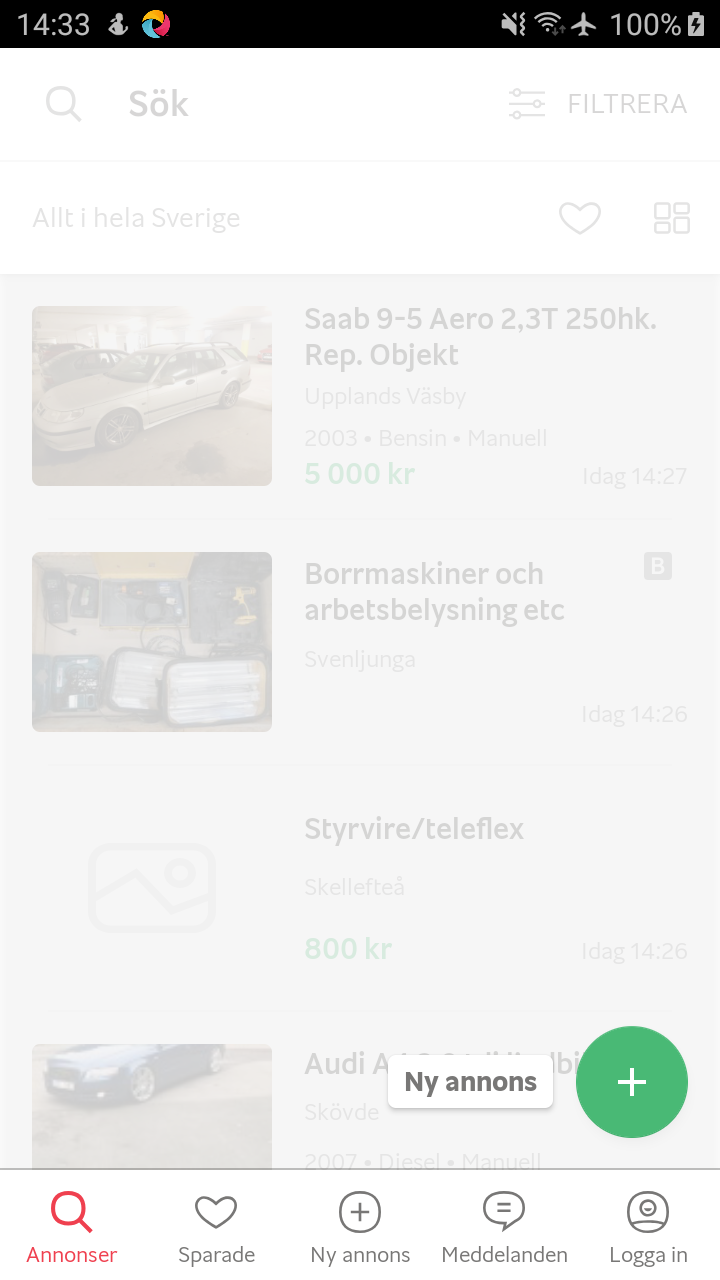 14:33
100%
Sök
FILTRERA
Allt i hela Sverige
Saab 9-5 Aero 2,3T 250hk.
Rep. Objekt
Upplands Väsby
2003 • Bensin • Manuell
5 000 kr
Idag 14:27
Borrmaskiner och
B
arbetsbelysning etc
Svenljunga
Idag 14:26
Styrvire/teleflex
Skellefteå
800 kr
Idag 14:26
Audi
Ny annons
Skövde
2007 • Diesel • Manuell
Annonser
Sparade
Ny annons
Meddelanden
Logga in